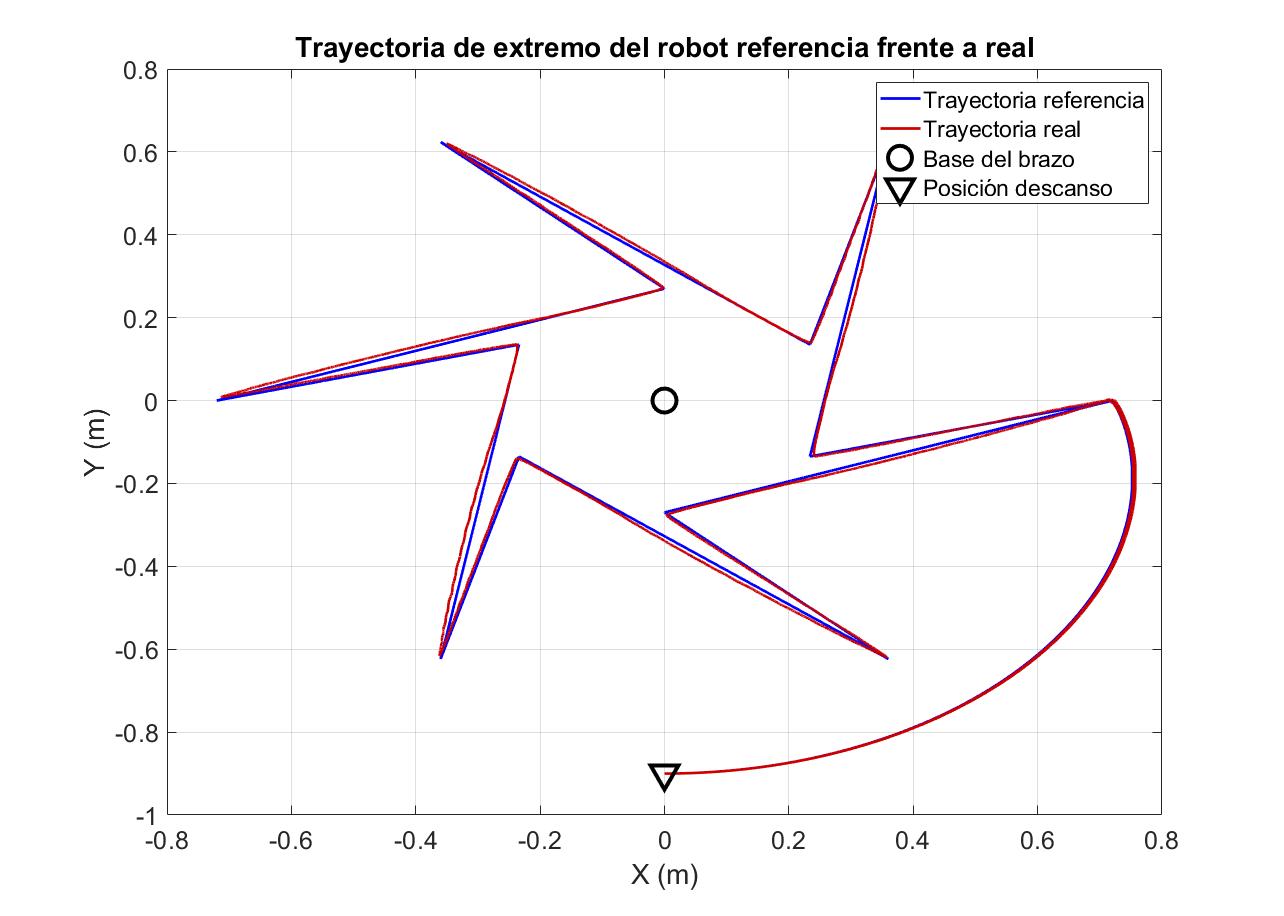 Trayectoria de extremo del robot referencia frente a real
Trayectoria referencia
Trayectoria real
Base del brazo
Posición descanso
0.8
0.6
0.4
0.2
0
-0.2
-0.4
-0.6
-0.8
-1
Y (m)
-0.8 -0.6 -0.4 -0.2 0 0.2 0.4 0.6 0.8
X (m)